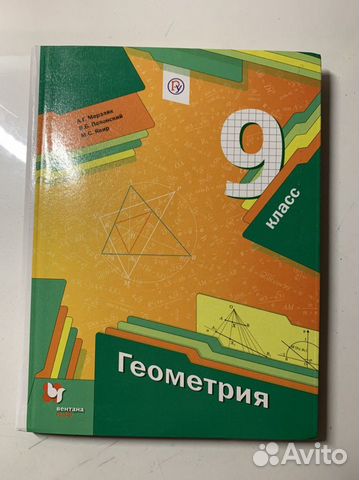 А.Г. Мерзляк
В.Б. Полонский
М.С. Якир
9
класс
Геометрия
вентана
граф
Avito